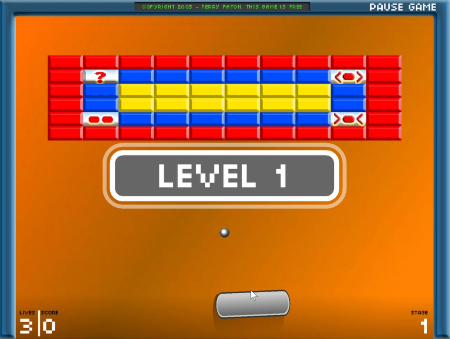 COPYRIGHT 2005 - TERRY PATON. THIS GAME IS FREE
PAUSE GAME
?
LEVEL 1
LIVES SCORE
3 0
STAGE
1